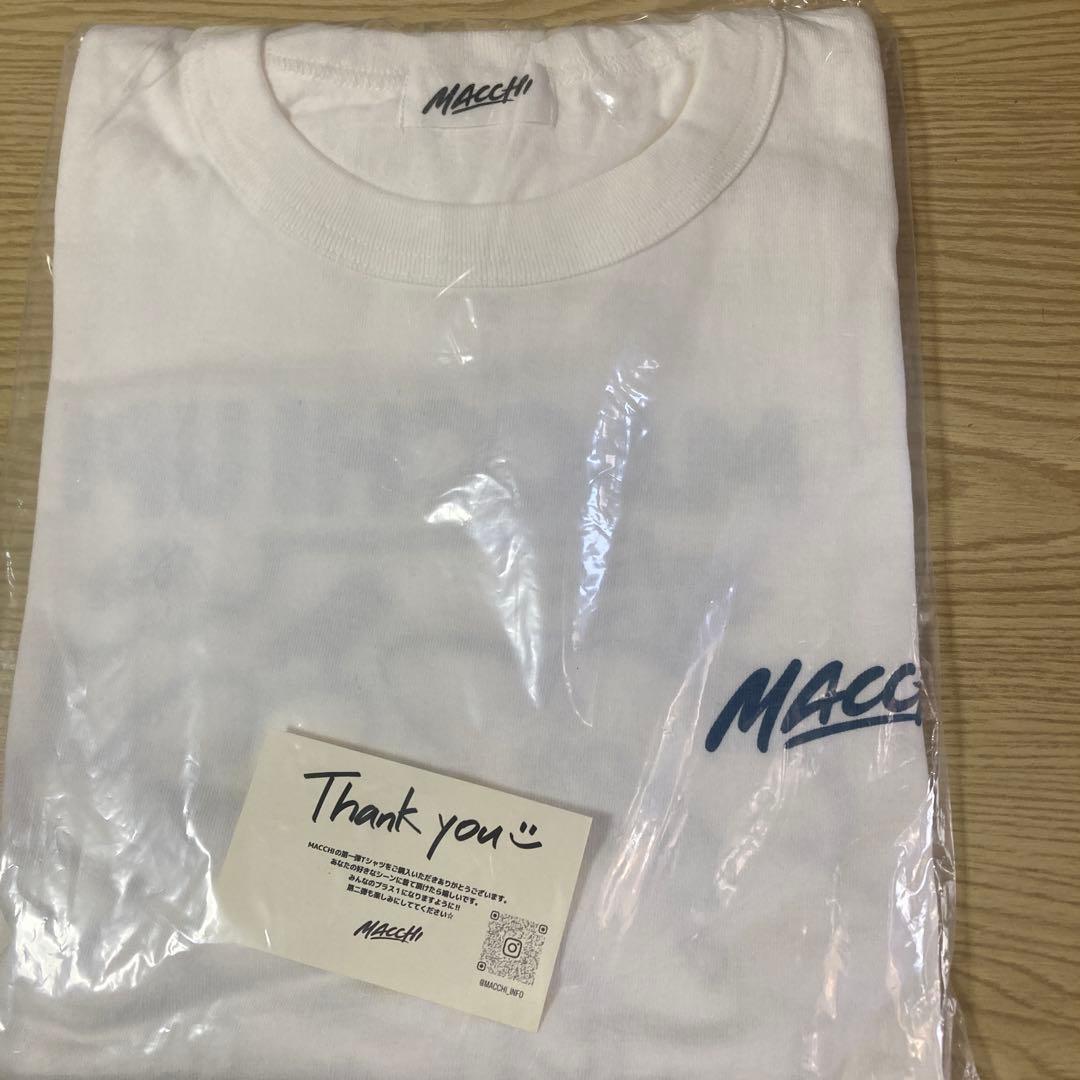 MACCHI
MACC
Thank you
MACCHIの第一弾Tシャツをご購入いただきありがとうございます。
あなたの好きなシーンに着て頂けたら嬉しいです。
みんなのプラス1になりますように!!
第二弾も楽しみにしててください☆
MACCHI
@MACCHI_INFO